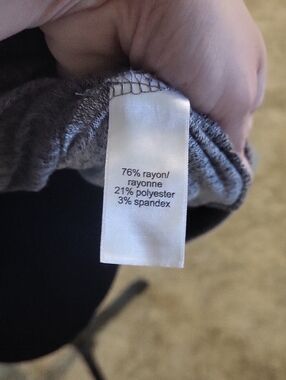 76% rayon/
rayonne
21% polyester
3% spandex